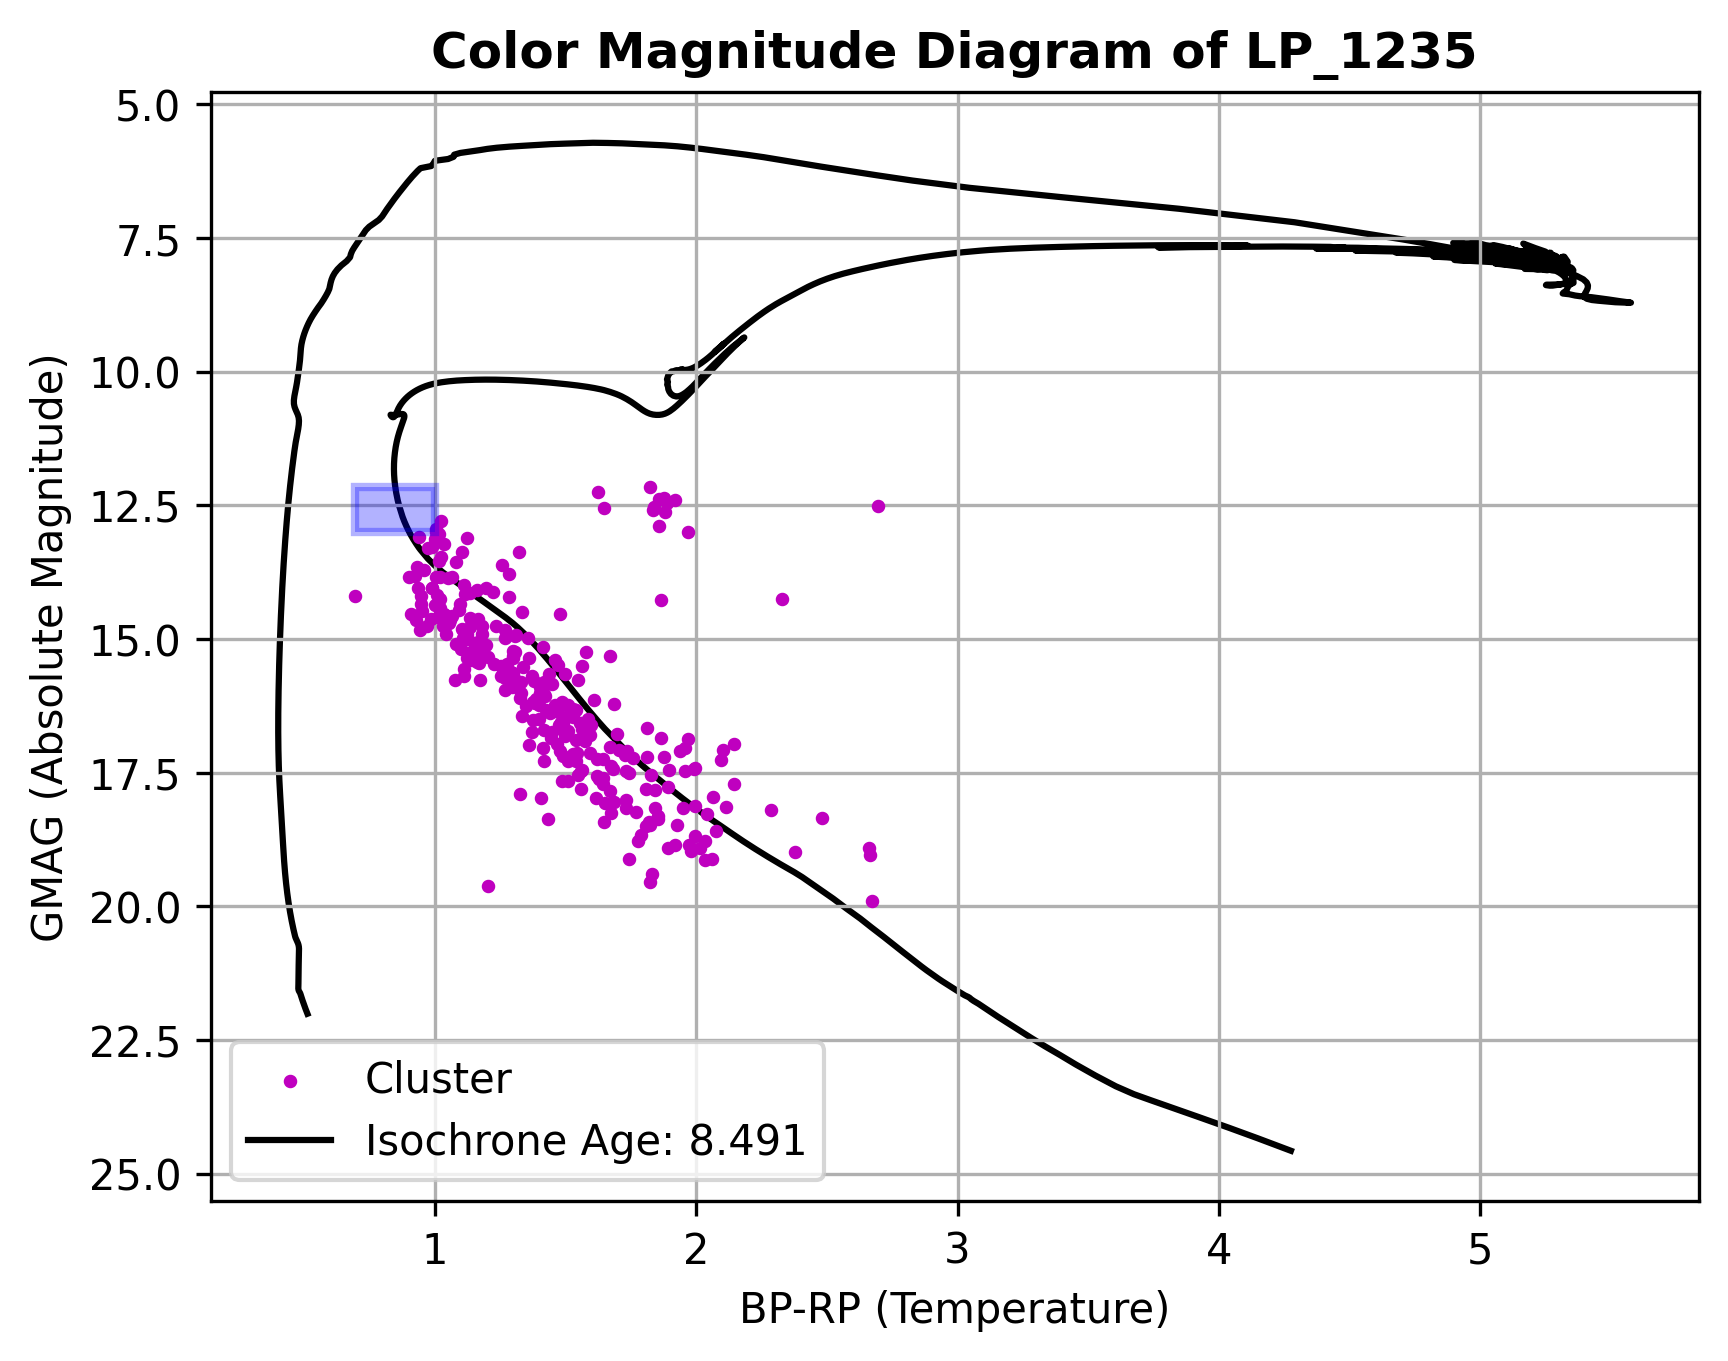 Color Magnitude Diagram of LP_1235
GMAG (Absolute Magnitude)
5.0
7.5
10.0
12.5
15.0
17.5
20.0
22.5
25.0
Cluster
Isochrone Age: 8.491
1 2 3 4 5
BP-RP (Temperature)